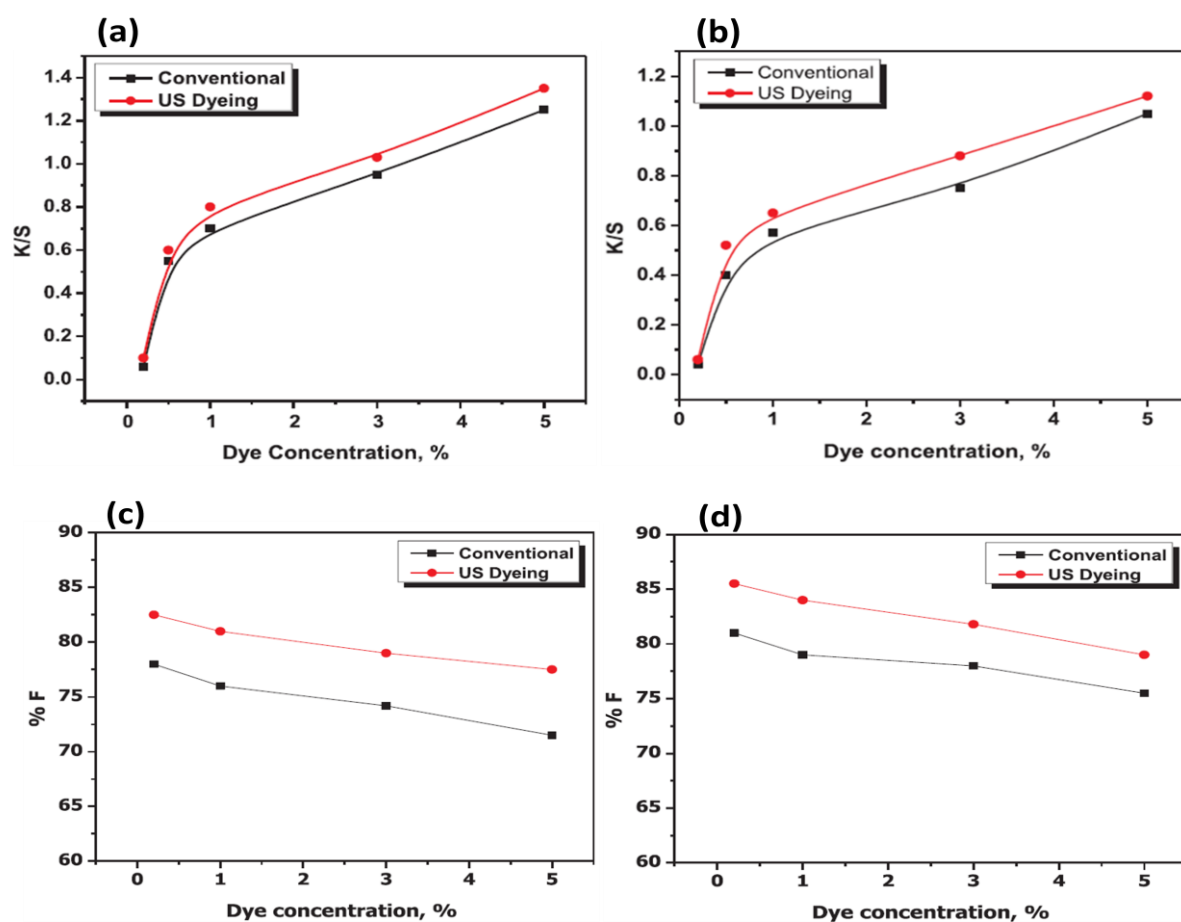 (a)
Conventional
US Dyeing
K/S
1.4
1.2
1.0
0.8
0.6
0.4
0.2
0.0
0 1 2 3 4 5
Dye Concentration, %
(b)
Conventional
US Dyeing
K/S
1.2
1.0
0.8
0.6
0.4
0.2
0.0
0 1 2 3 4 5
Dye concentration, %
(c)
Conventional
US Dyeing
% F
90
85
80
75
70
65
60
0 1 2 3 4 5
Dye concentration, %
(d)
Conventional
US Dyeing
% F
90
85
80
75
70
65
60
0 1 2 3 4 5
Dye concentration, %